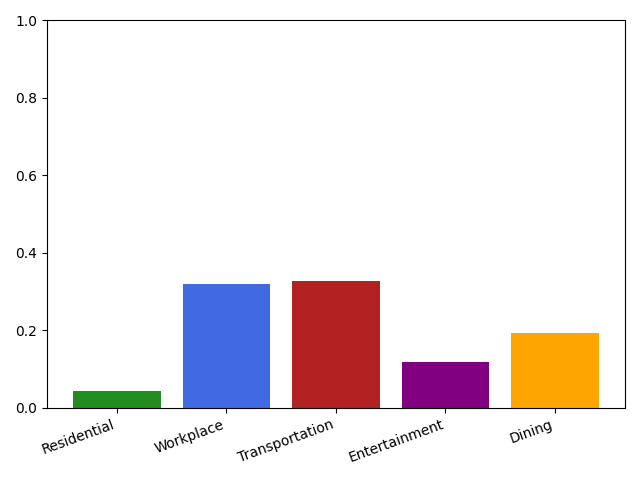 1.0
0.8
0.6
0.4
0.2
0.0
Residential
Workplace
Transportation
Entertainment
Dining